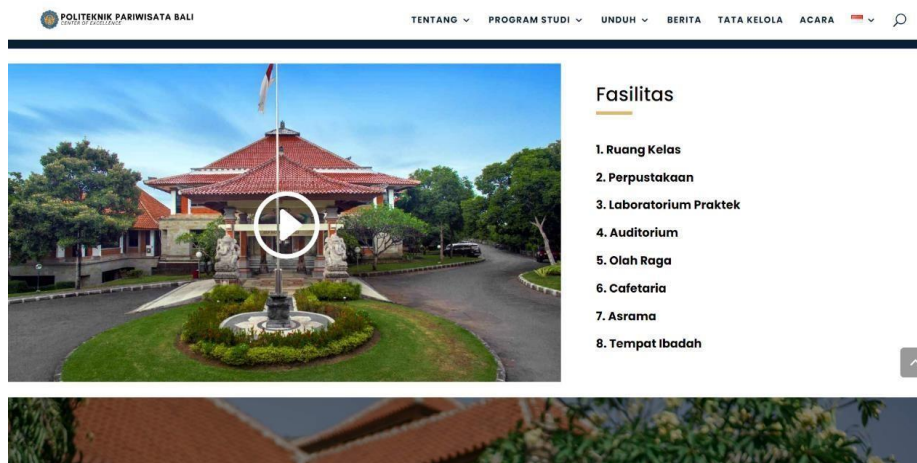 POLITEKNIK PARIWISATA BALI
CENTER OF EXCELLENCE
TENTANG PROGRAM STUDI UNDUH BERITA TATA KELOLA ACARA
Fasilitas
1. Ruang Kelas
2. Perpustakaan
3. Laboratorium Praktek
4. Auditorium
5. Olah Raga
6. Cafetaria
7. Asrama
8. Tempat Ibadah